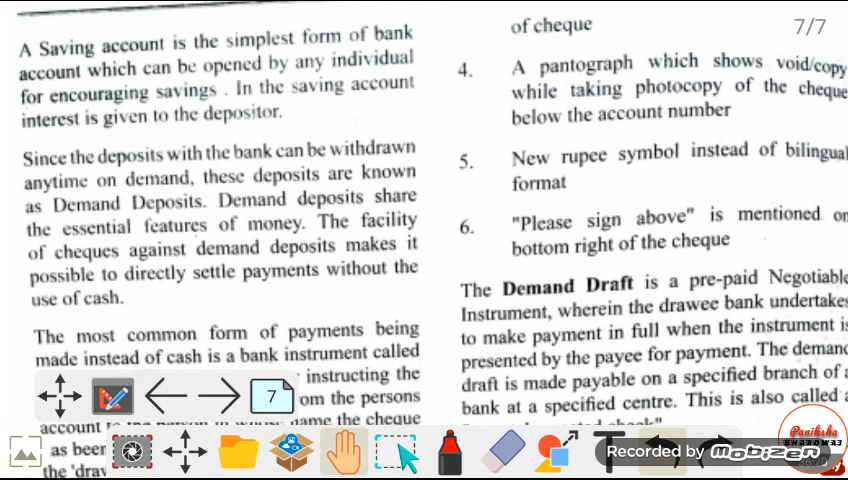 7/7
A Saving account is the simplest form of bank
account which can be opened by any individual
for encouraging savings . In the saving account
interest is given to the depositor.
Since the deposits with the bank can be withdrawn
anytime on demand, these deposits are known
as Demand Deposits. Demand deposits share
the essential features of money. The facility
of cheques against demand deposits makes it
possible to directly settle payments without the
use of cash.
The most common form of payments being
made instead of cash is a bank instrument called
instructing the
om the persons
account
name the cheque
as beer
the 'drav
of cheque
4. A pantograph which shows void/copy
while taking photocopy of the cheque
below the account number
5. New rupee symbol instead of bilingual
format
6. "Please sign above" is mentioned on
bottom right of the cheque
The Demand Draft is a pre-paid Negotiable
Instrument, wherein the drawee bank undertakes
to make payment in full when the instrument is
presented by the payee for payment. The demand
draft is made payable on a specified branch of a
bank at a specified centre. This is also called a
7
Recorded by mobizen
Paniksha
BHARDWAJ